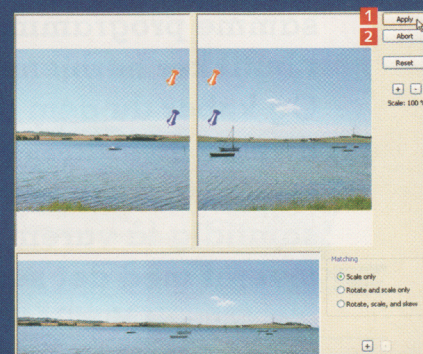 1 Apply
2 Abort
Reset
+ -
Scale: 100 %
Matching
Scale only
Rotate and scale only
Rotate, scale, and skew
+